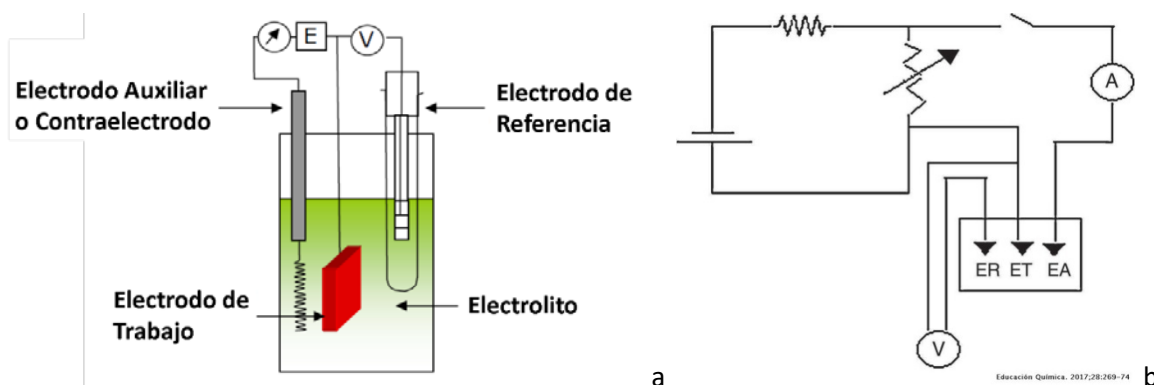 E
V
Electrodo Auxiliar
o Contraelectrodo
Electrodo de
Referencia
Electrodo de
Trabajo
Electrolito
a
A
ER ET EA
V
Educación Química. 2017;28:269–74
b